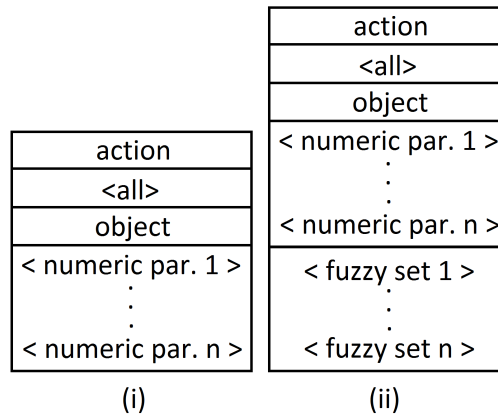 action
<all>
object
< numeric par. 1 >
.
.
.
< numeric par. n >
(i)
action
<all>
object
< numeric par. 1 >
.
.
.
< numeric par. n >
< fuzzy set 1 >
.
.
.
< fuzzy set n >
(ii)